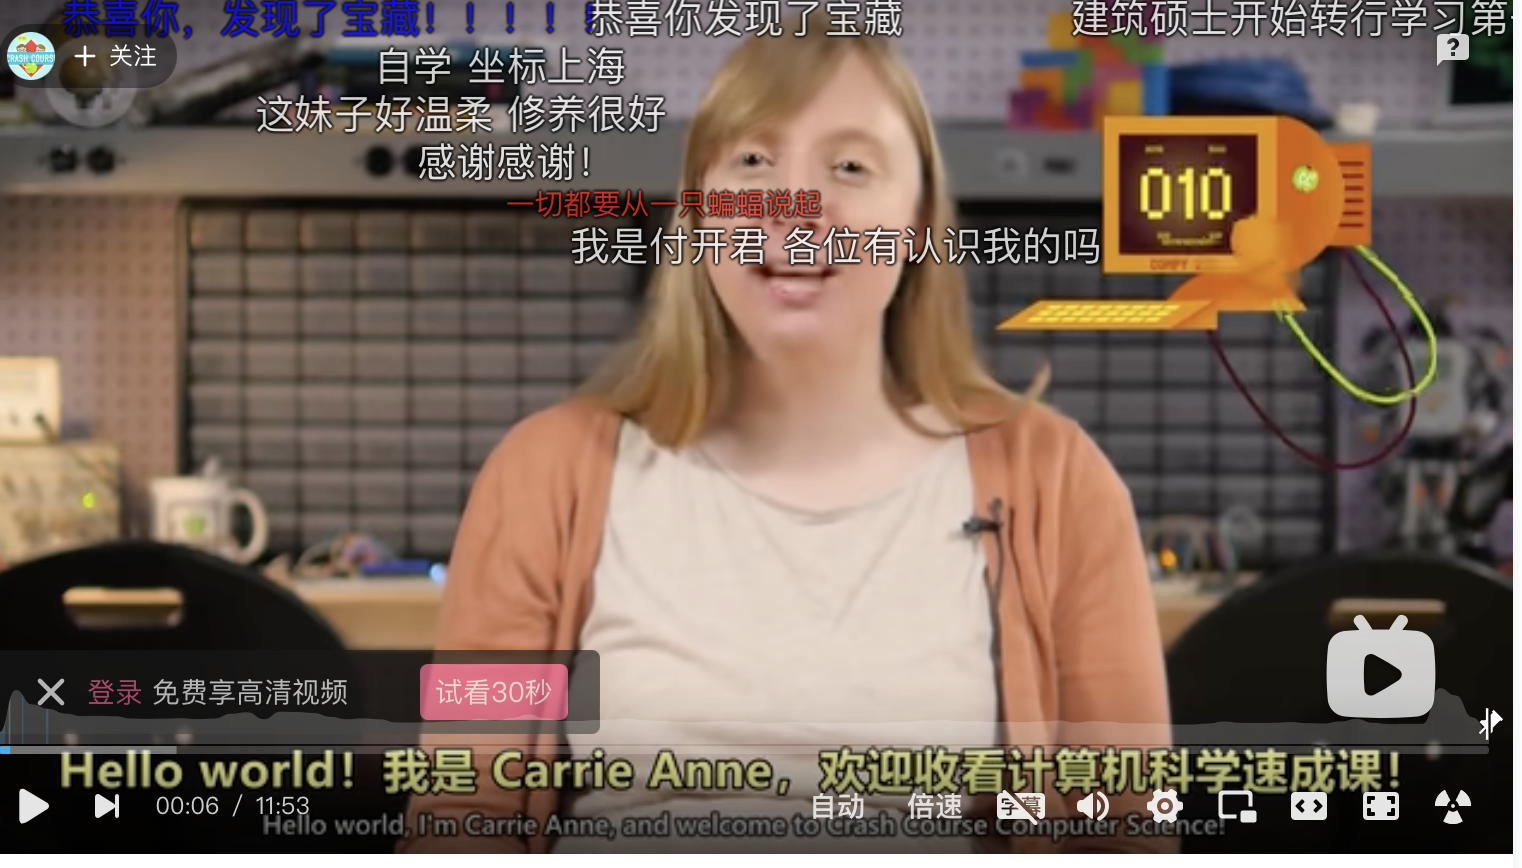 恭喜你，发现了宝藏！！！！！
恭喜你发现了宝藏
建筑硕士开始转行学习第
CRASH COURSE
关注
自学 坐标上海
这妹子好温柔 修养很好
感谢感谢！
一切都要从一只蝙蝠说起
我是付开君 各位有认识我的吗
010
COMPY
登录 免费享高清视频
试看30秒
Hello world！我是 Carrie Anne，欢迎收看计算机科学速成课！
00:06 / 11:53
自动
倍速
字幕
Hello world, I'm Carrie Anne, and welcome to Crash Course Computer Science!